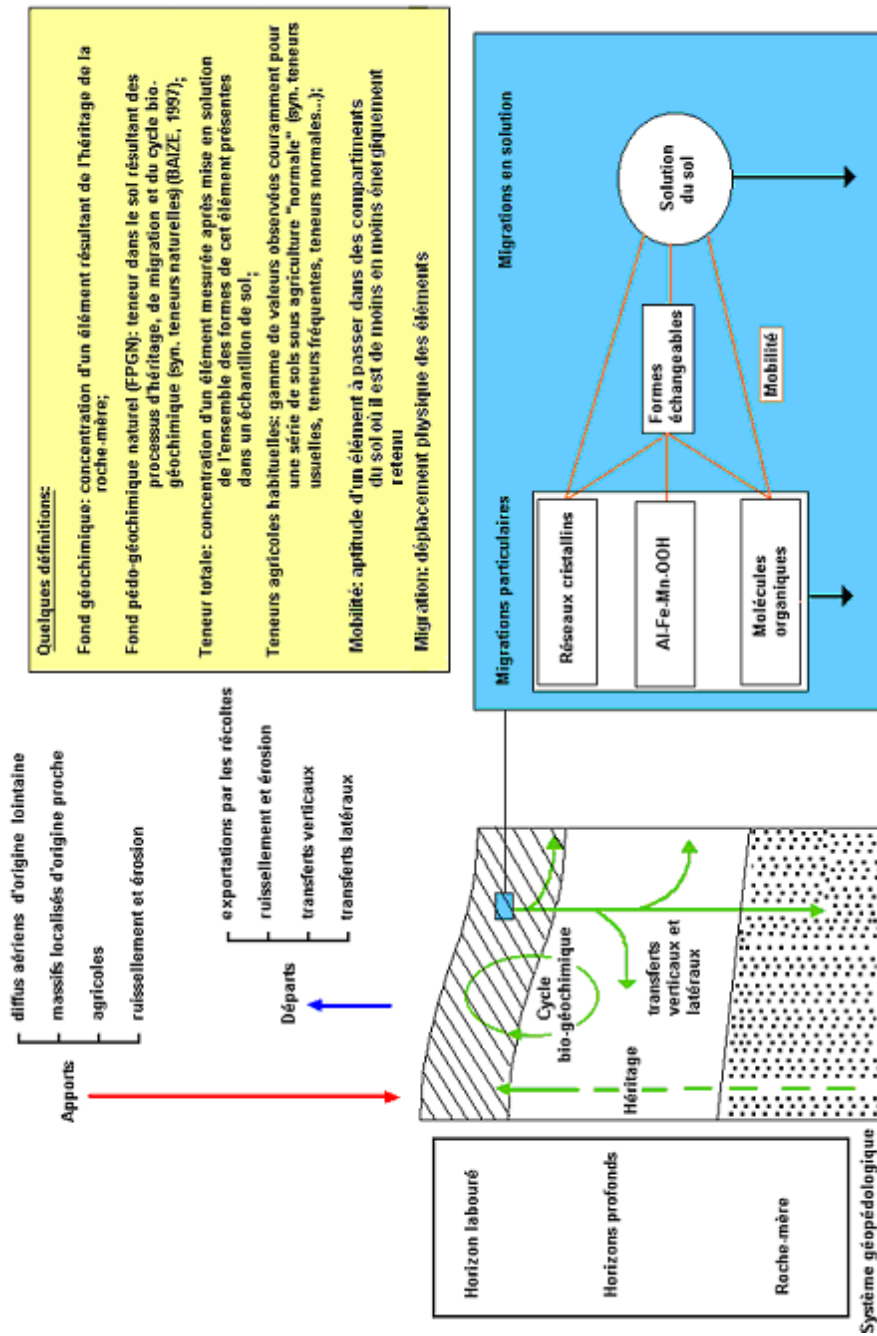 Apports
diffus aériens d'origine lointaine
massifs localisés d'origine proche
agricoles
ruissellement et érosion
Départs
exportations par les récoltes
ruissellement et érosion
transferts verticaux
transferts latéraux
Quelques définitions:
Fond géochimique: concentration d'un élément résultant de l'héritage de la
roche-mère;
Fond pédo-géochimique naturel (FPGN): teneur dans le sol résultant des
processus d'héritage, de migration et du cycle bio-
géochimique (syn. teneurs naturelles) (BAIZE, 1997);
Teneur totale: concentration d'un élément mesurée après mise en solution
de l'ensemble des formes de cet élément présentes
dans un échantillon de sol;
Teneurs agricoles habituelles: gamme de valeurs observées couramment pour
une série de sols sous agriculture "normale" (syn. teneurs
usuelles, teneurs fréquentes, teneurs normales...);
Mobilité: aptitude d'un élément à passer dans des compartiments
du sol où il est de moins en moins énergiquement
retenu
Migration: déplacement physique des éléments
Horizon labouré
Horizons profonds
Roche-mère
Système géopédologique
Héritage
Cycle
bio-géochimique
transferts
verticaux et
latéraux
Migrations particulaires
Migrations en solution
Réseaux cristallins
Al-Fe-Mn-OOH
Molécules
organiques
Formes
échangeables
Solution
du sol
Mobilité